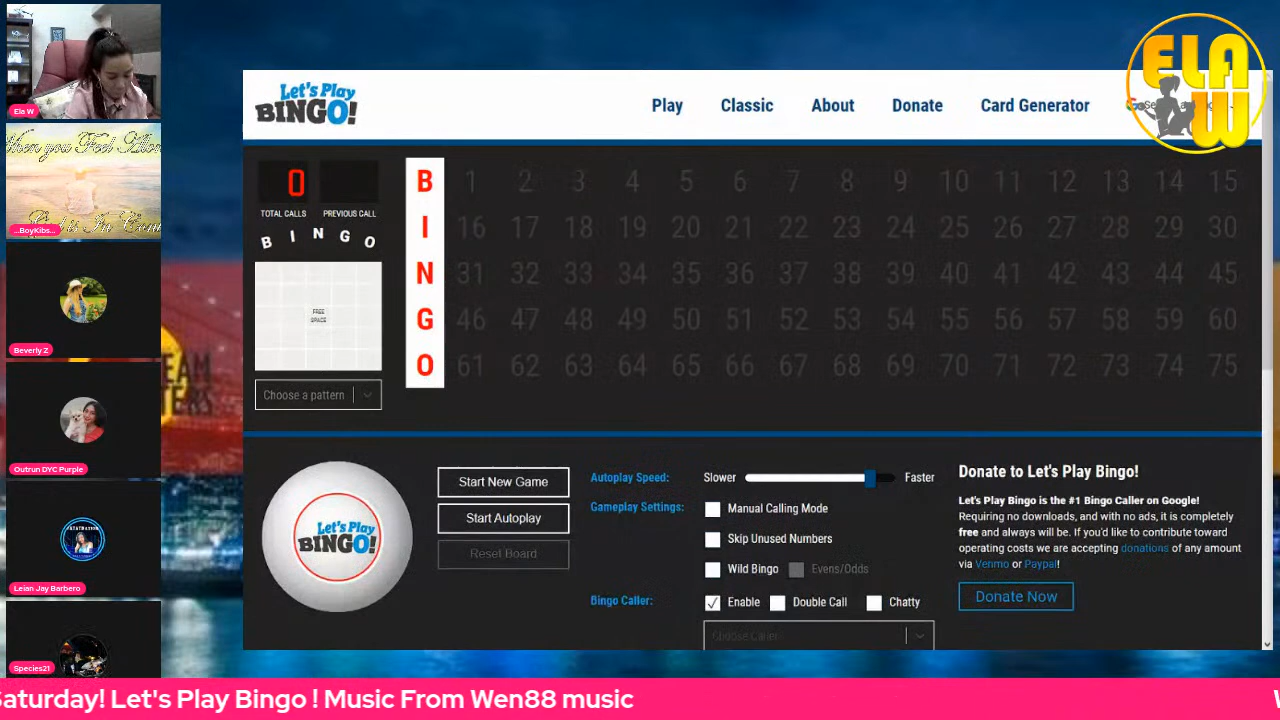 Ela W
When you Feel Alone
God is In Con
..BoyKibs...
Beverly Z
Outrun DYC Purple
Leian Jay Barbero
Species21
ELA
W
Let's Play
BINGO!
Play
Classic
About
Donate
Card Generator
0
TOTAL CALLS
PREVIOUS CALL
B I N G O
FREE
SPACE
Choose a pattern
B 1 2 3 4 5 6 7 8 9 10 11 12 13 14 15
I 16 17 18 19 20 21 22 23 24 25 26 27 28 29 30
N 31 32 33 34 35 36 37 38 39 40 41 42 43 44 45
G 46 47 48 49 50 51 52 53 54 55 56 57 58 59 60
O 61 62 63 64 65 66 67 68 69 70 71 72 73 74 75
Let's Play
BINGO!
Start New Game
Start Autoplay
Reset Board
Autoplay Speed:
Slower
Faster
Gameplay Settings:
Manual Calling Mode
Skip Unused Numbers
Wild Bingo
Evens/Odds
Bingo Caller:
Enable
Double Call
Chatty
Choose Caller
Donate to Let's Play Bingo!
Let's Play Bingo is the #1 Bingo Caller on Google!
Requiring no downloads, and with no ads, it is completely
free and always will be. If you'd like to contribute toward
operating costs we are accepting donations of any amount
via Venmo or Paypal!
Donate Now
Saturday! Let's Play Bingo ! Music From Wen88 music